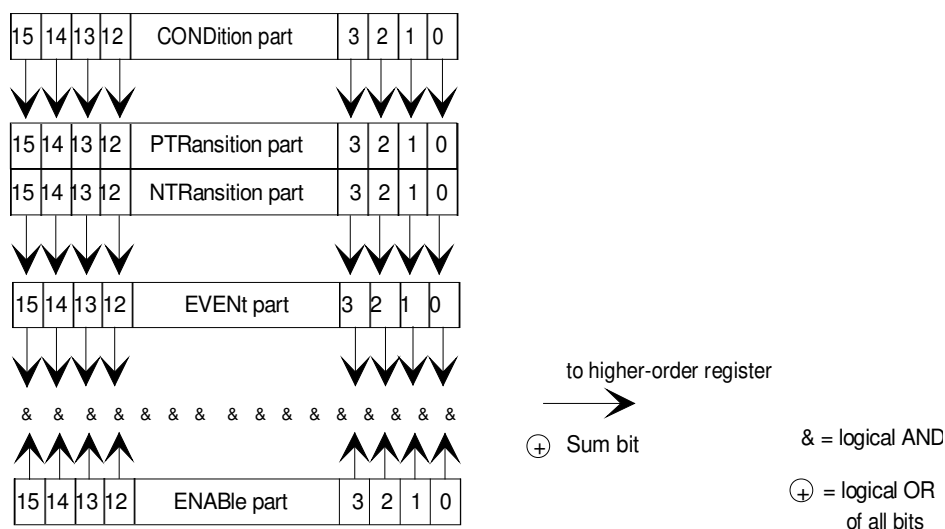 15 14 13 12 CONDition part 3 2 1 0
15 14 13 12 PTRansition part 3 2 1 0
15 14 13 12 NTRansition part 3 2 1 0
15 14 13 12 EVENt part 3 2 1 0
to higher-order register
& & & & & & & & & & & & & & & &
+ Sum bit
& = logical AND
15 14 13 12 ENABle part 3 2 1 0
+ = logical OR
of all bits